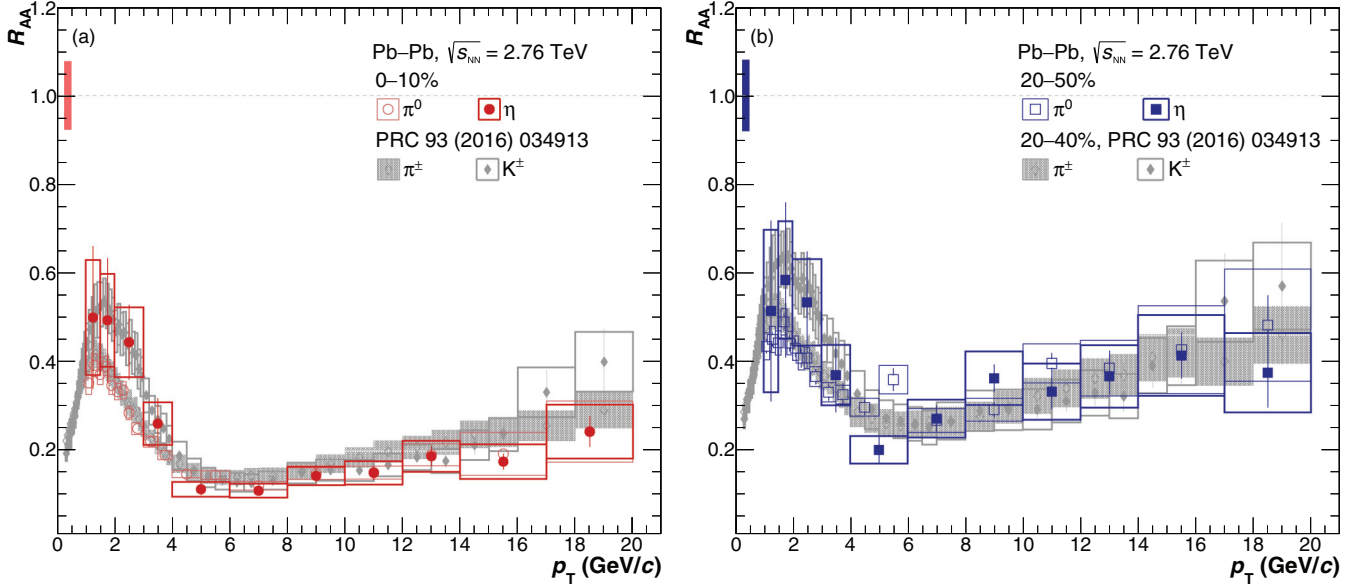 R_AA
1.2
1.0
0.8
0.6
0.4
0.2
0
(a)
Pb–Pb, √s_NN = 2.76 TeV
0–10%
π⁰ η
PRC 93 (2016) 034913
π± K±
0 2 4 6 8 10 12 14 16 18 20
p_T (GeV/c)
R_AA
1.2
1.0
0.8
0.6
0.4
0.2
(b)
Pb–Pb, √s_NN = 2.76 TeV
20–50%
π⁰ η
20–40%, PRC 93 (2016) 034913
π± K±
0 2 4 6 8 10 12 14 16 18 20
p_T (GeV/c)